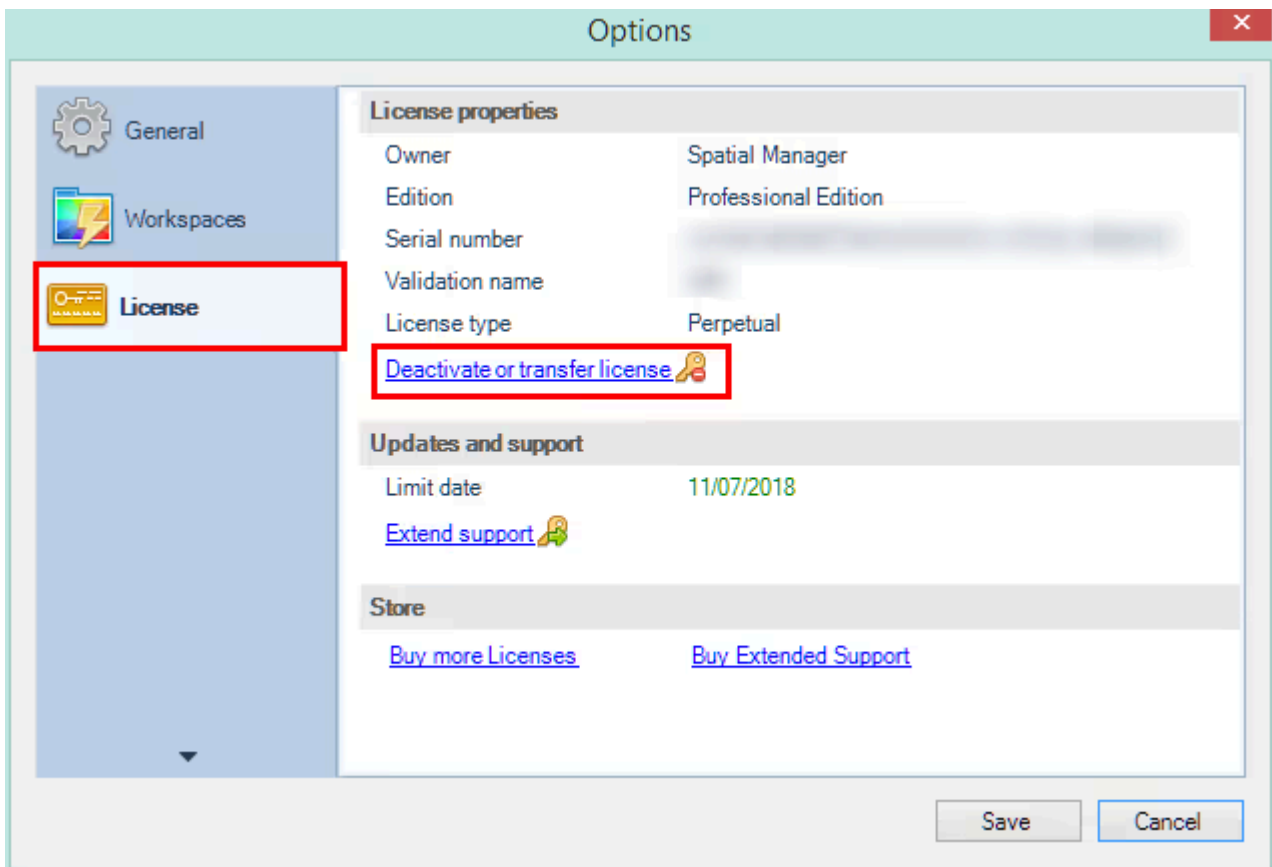 Options
General
Workspaces
License
License properties
Owner Spatial Manager
Edition Professional Edition
Serial number
Validation name
License type Perpetual
Deactivate or transfer license
Updates and support
Limit date 11/07/2018
Extend support
Store
Buy more Licenses Buy Extended Support
Save Cancel